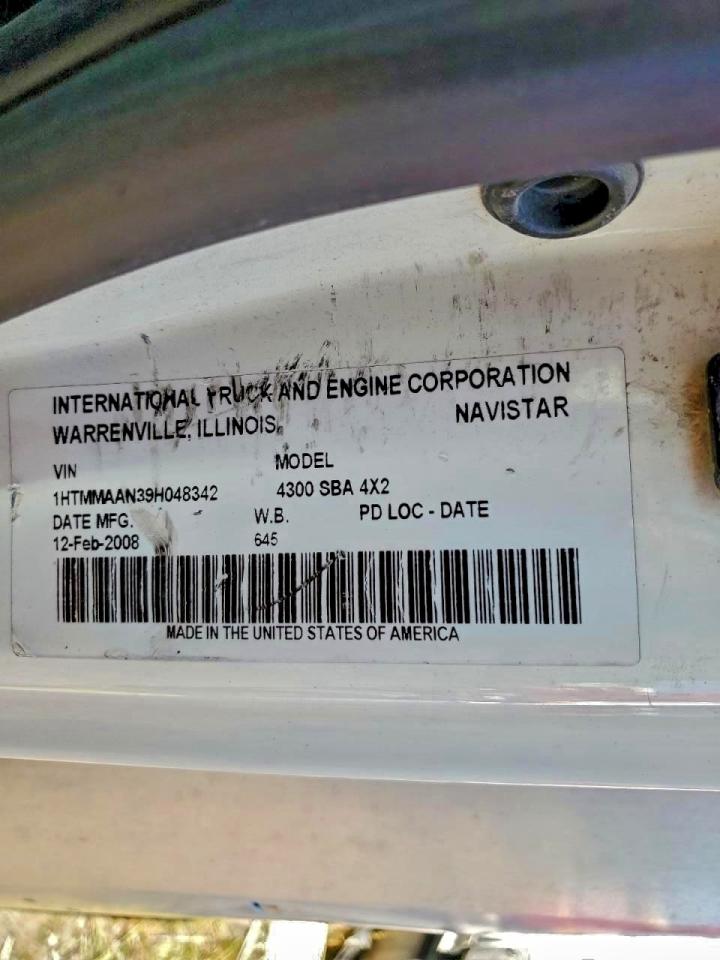 INTERNATIONAL TRUCK AND ENGINE CORPORATION
WARRENVILLE, ILLINOIS. NAVISTAR
VIN MODEL
1HTMMAAN39H048342 4300 SBA 4X2
DATE MFG. W.B. PD LOC - DATE
12-Feb-2008 645
MADE IN THE UNITED STATES OF AMERICA